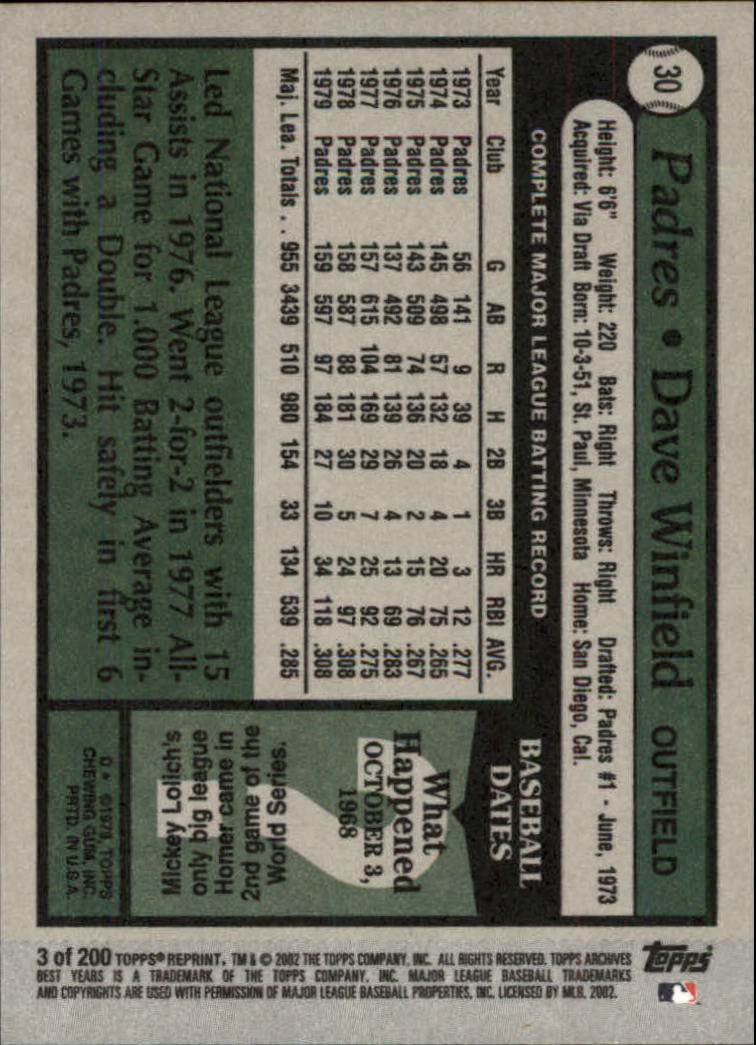 30
Padres • Dave Winfield OUTFIELD
Height: 6'6" Weight: 220 Bats: Right Throws: Right Drafted: Padres #1 - June, 1973
Acquired: Via Draft Born: 10-3-51, St. Paul, Minnesota Home: San Diego, Cal.
COMPLETE MAJOR LEAGUE BATTING RECORD
Year Club G AB R H 2B 3B HR RBI AVG.
1973 Padres 56 141 9 39 4 1 3 12 .277
1974 Padres 145 498 57 132 18 4 20 75 .265
1975 Padres 143 509 74 136 20 2 15 76 .267
1976 Padres 137 492 81 139 26 4 13 69 .283
1977 Padres 157 615 104 169 29 7 25 92 .275
1978 Padres 158 587 88 181 30 5 24 97 .308
1979 Padres 159 597 97 184 27 10 34 118 .308
Maj. Lea. Totals . . 955 3439 510 980 154 33 134 539 .285
Led National League outfielders with 15
Assists in 1976. Went 2-for-2 in 1977 All-
Star Game for 1.000 Batting Average in-
cluding a Double. Hit safely in first 6
Games with Padres, 1973.
BASEBALL
DATES
What
Happened
OCTOBER 3,
1968
Mickey Lolich's
only big league
Homer came in
2nd game of the
World Series.
?
©1979, TOPPS
CHEWING GUM, INC.
PRTD. IN U.S.A.
3 of 200 TOPPS® REPRINT. TM & © 2002 THE TOPPS COMPANY, INC. ALL RIGHTS RESERVED. TOPPS ARCHIVES
BEST YEARS IS A TRADEMARK OF THE TOPPS COMPANY, INC. MAJOR LEAGUE BASEBALL TRADEMARKS
AND COPYRIGHTS ARE USED WITH PERMISSION OF MAJOR LEAGUE BASEBALL PROPERTIES, INC. LICENSED BY MLB, 2002.
Topps